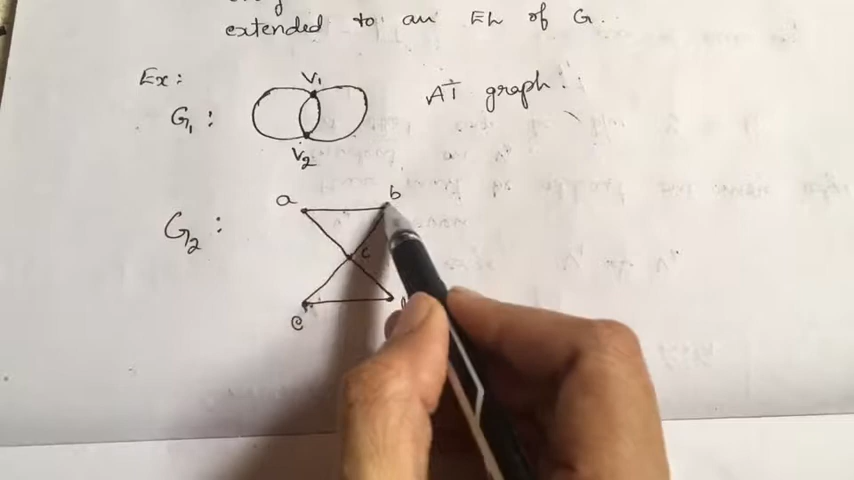 extended to an EL of G.
Ex:
G1 :
V1
V2
AT graph :
G2 :
a
b
c
e